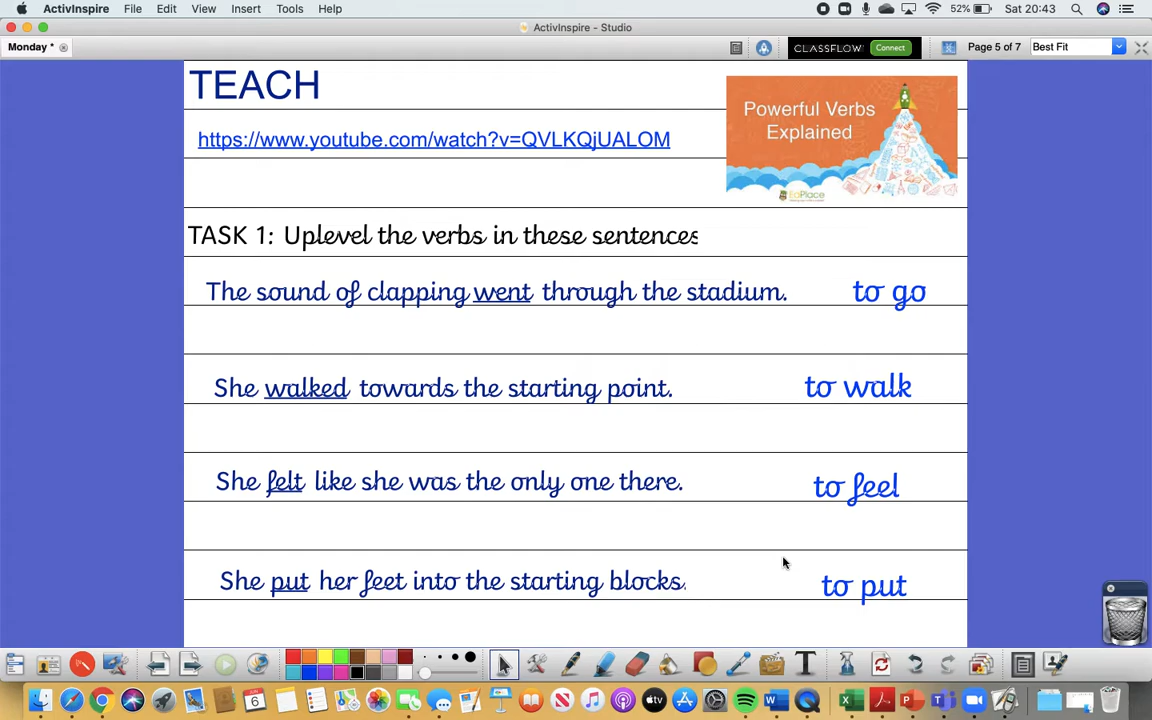 ActivInspire File Edit View Insert Tools Help 52% Sat 20:43
ActivInspire - Studio
Monday * CLASSFLOW Connect Page 5 of 7 Best Fit
TEACH
https://www.youtube.com/watch?v=QVLKQjUALOM
Powerful Verbs
Explained
EdPlace
TASK 1: Uplevel the verbs in these sentences
The sound of clapping went through the stadium. to go
She walked towards the starting point. to walk
She felt like she was the only one there. to feel
She put her feet into the starting blocks. to put
T
6
tv